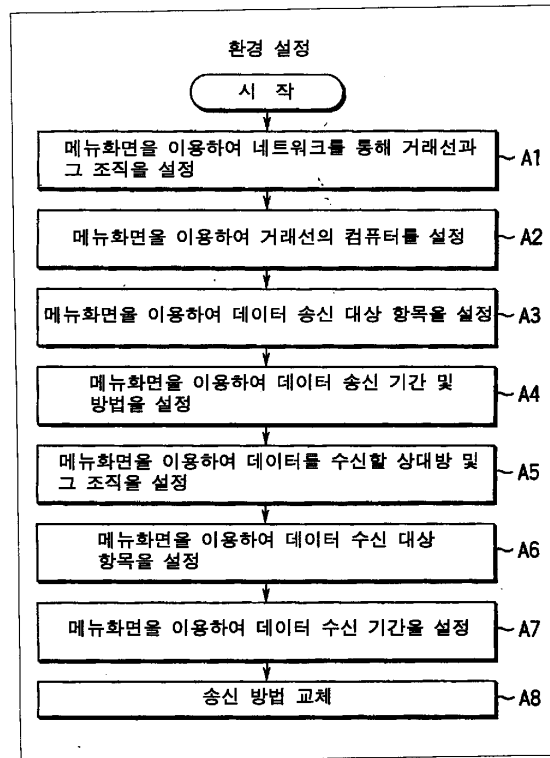 환경 설정
시 작
메뉴화면을 이용하여 네트워크를 통해 거래선과
그 조직을 설정
A1
메뉴화면을 이용하여 거래선의 컴퓨터를 설정
A2
메뉴화면을 이용하여 데이터 송신 대상 항목을 설정
A3
메뉴화면을 이용하여 데이터 송신 기간 및
방법을 설정
A4
메뉴화면을 이용하여 데이터를 수신할 상대방 및
그 조직을 설정
A5
메뉴화면을 이용하여 데이터 수신 대상
항목을 설정
A6
메뉴화면을 이용하여 데이터 수신 기간을 설정
A7
송신 방법 교체
A8